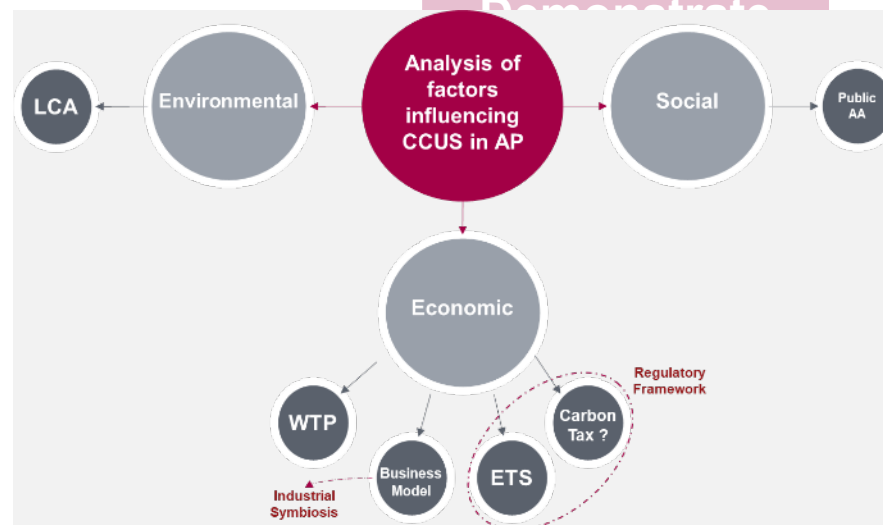 Demonstrate
Analysis of
factors
influencing
CCUS in AP
LCA
Environmental
Social
Public
AA
Economic
Regulatory
Framework
WTP
Carbon
Tax ?
Business
Model
ETS
Industrial
Symbiosis